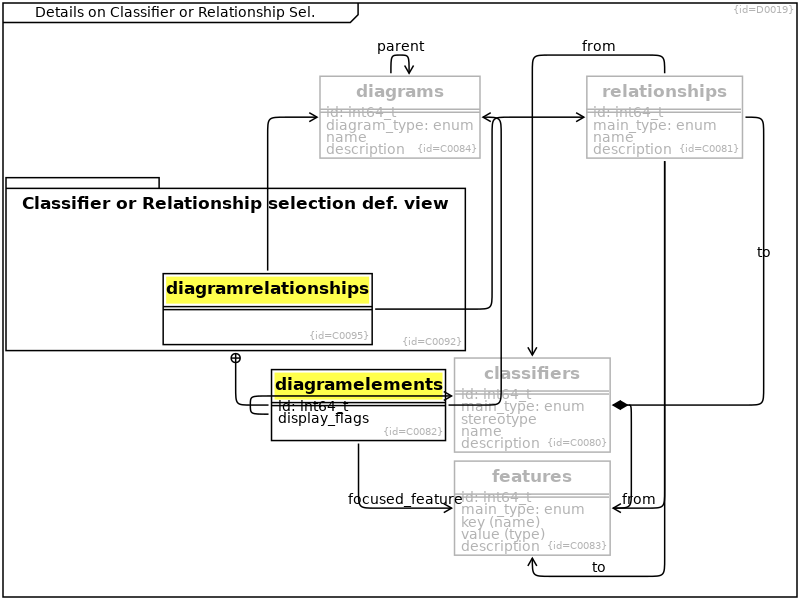 Details on Classifier or Relationship Sel.
{id=D0019}
parent
from
diagrams
id: int64_t
diagram_type: enum
name
description {id=C0084}
relationships
id: int64_t
main_type: enum
name
description {id=C0081}
Classifier or Relationship selection def. view
to
diagramrelationships
{id=C0095}
{id=C0092}
diagramelements
id: int64_t
display_flags
{id=C0082}
classifiers
id: int64_t
main_type: enum
stereotype
name
description {id=C0080}
features
focused_feature
from
id: int64_t
main_type: enum
key (name)
value (type)
description {id=C0083}
to